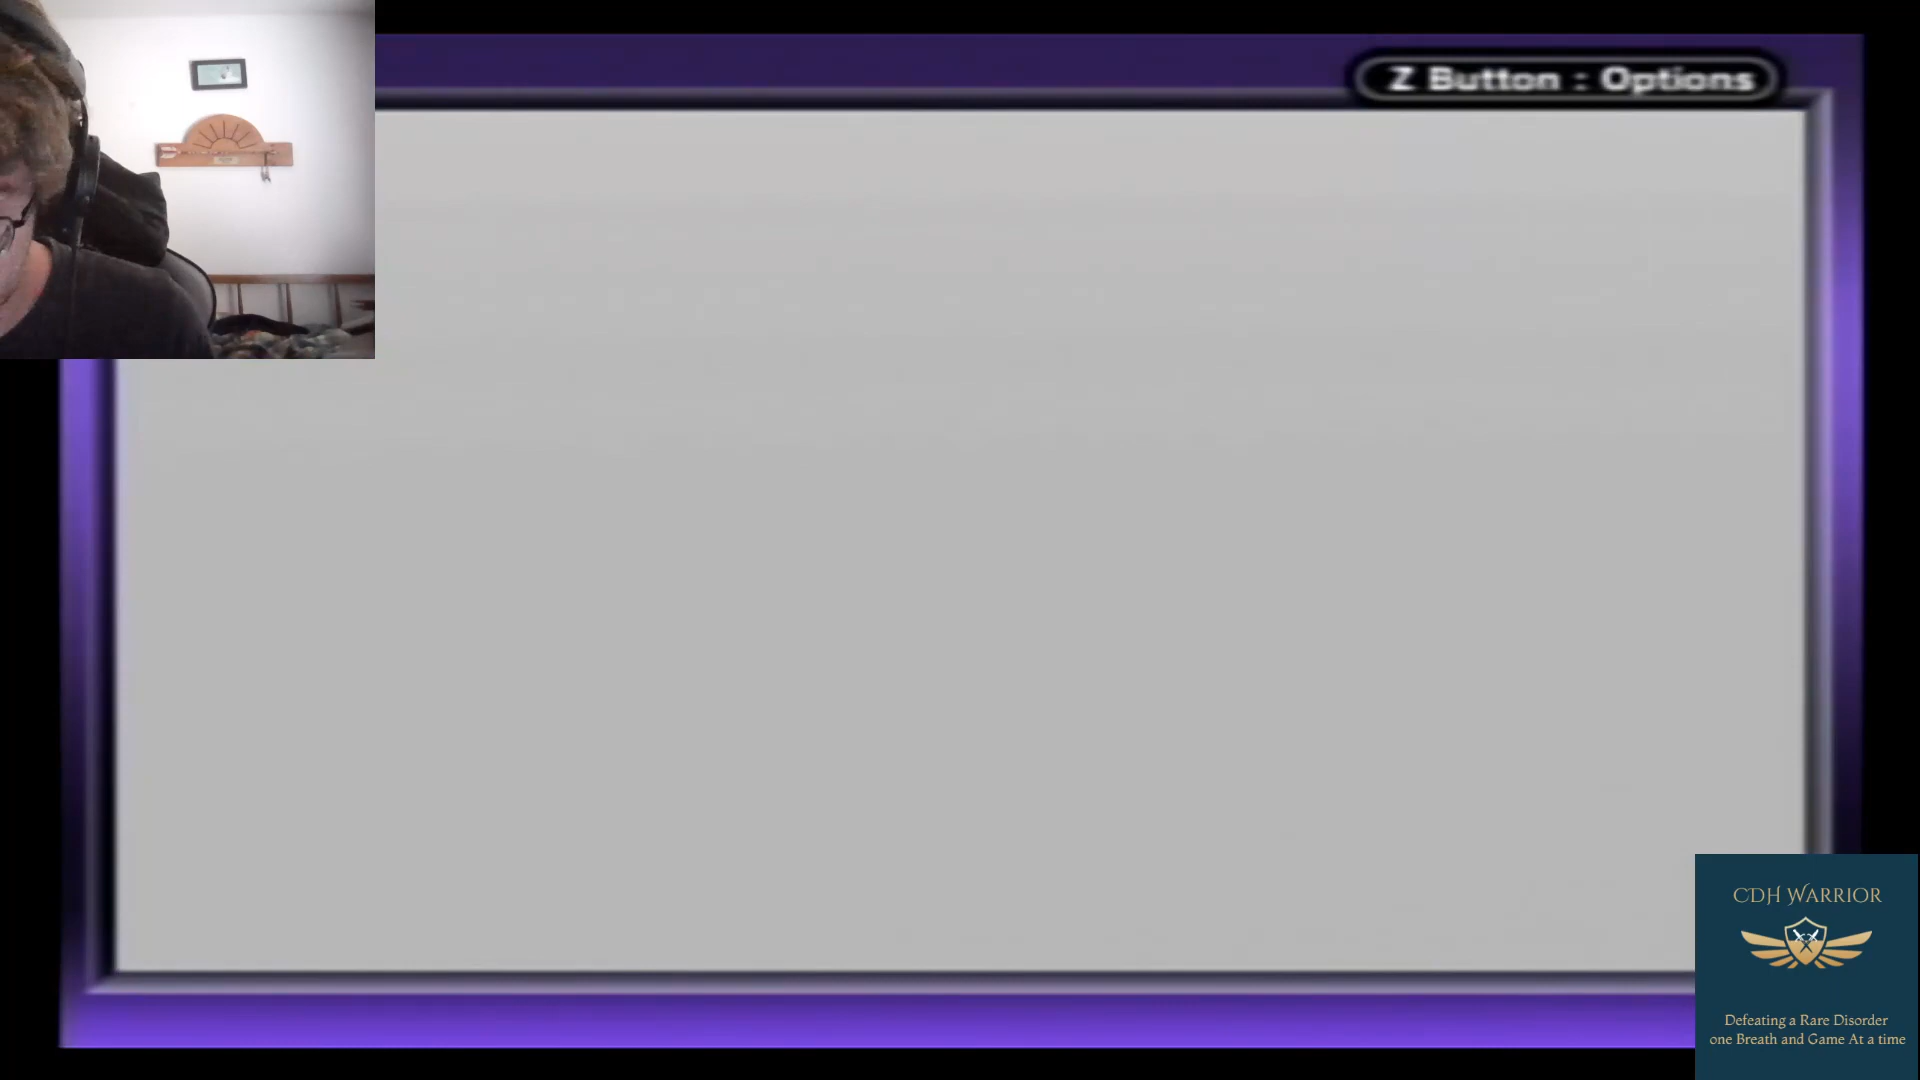 Z Button : Options
CDH WARRIOR
Defeating a Rare Disorder
one Breath and Game At a time